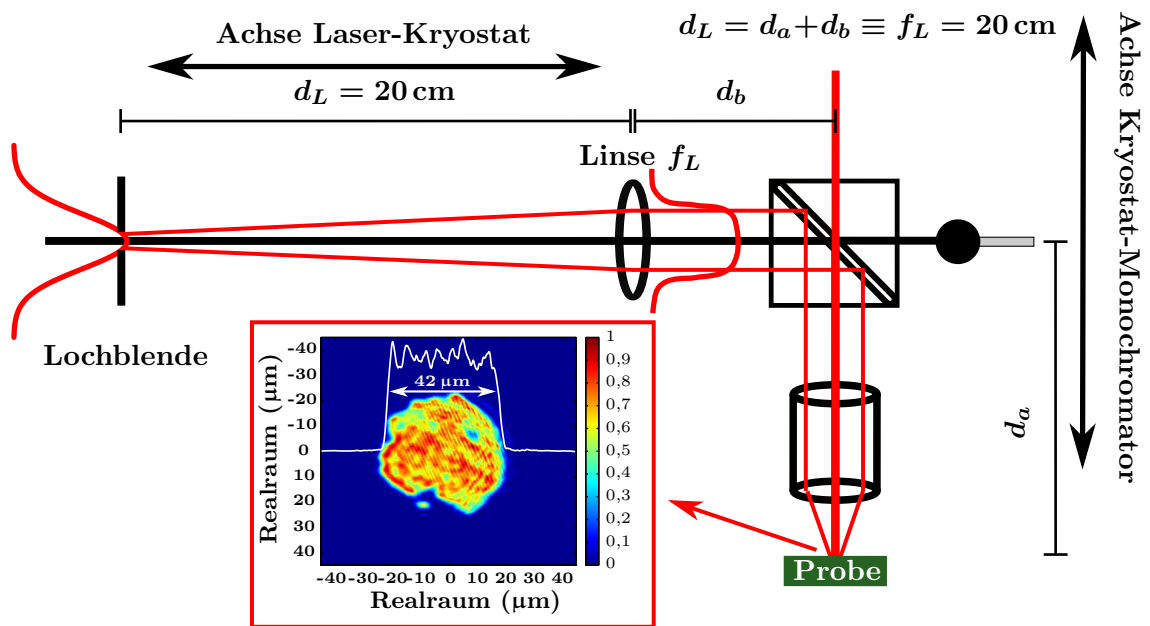 Achse Laser-Kryostat
d_L = d_a+d_b ≡ f_L = 20 cm
d_L = 20 cm
d_b
Achse Kryostat-Monochromator
Linse f_L
Lochblende
d_a
42 μm
-40
-30
-20
-10
0
10
20
30
40
Realraum (μm)
-40 -30 -20 -10 0 10 20 30 40
Realraum (μm)
1
0,9
0,8
0,7
0,6
0,5
0,4
0,3
0,2
0,1
0
Probe